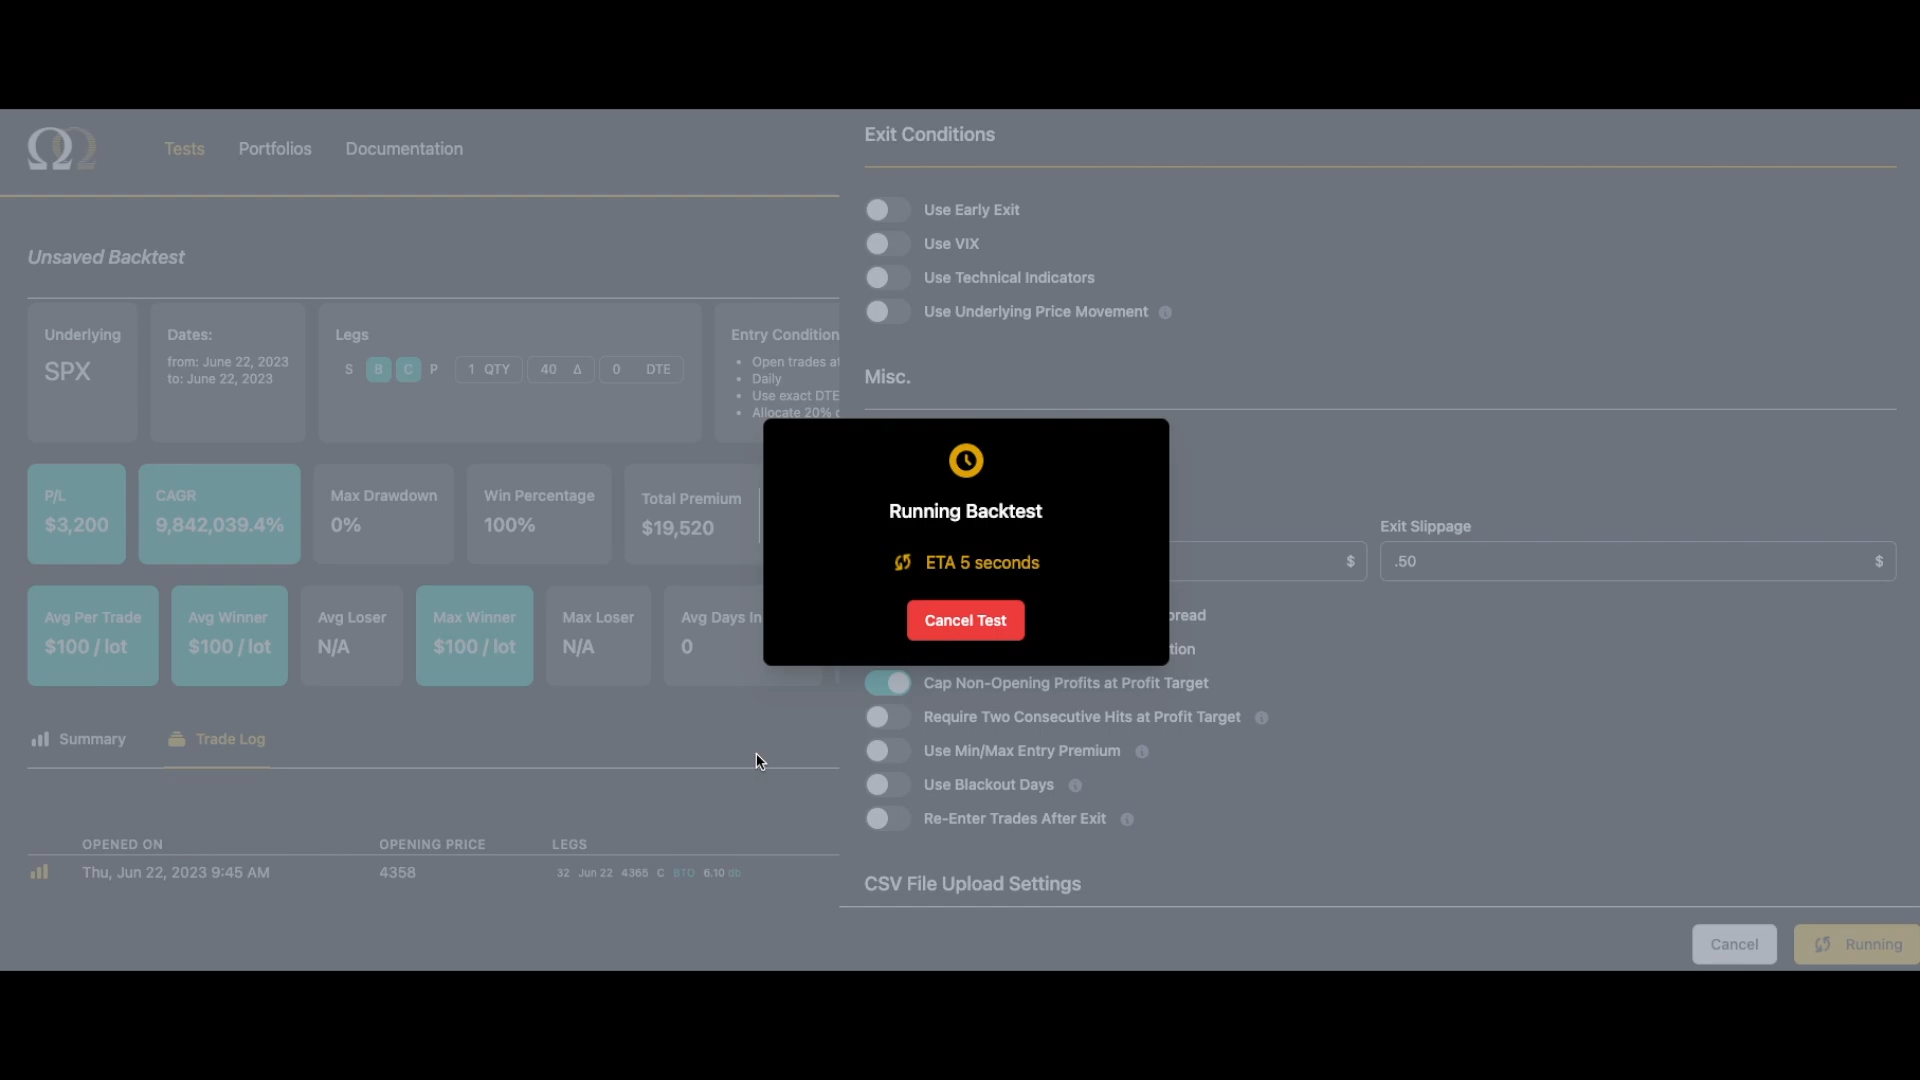 Tests Portfolios Documentation
Unsaved Backtest
Underlying
SPX
Dates:
from: June 22, 2023
to: June 22, 2023
Legs
S B C P 1 QTY 40 Δ 0 DTE
Entry Condition
Open trades at
Daily
Use exact DTE
Allocate 20%
P/L
$3,200
CAGR
9,842,039.4%
Max Drawdown
0%
Win Percentage
100%
Total Premium
$19,520
Avg Per Trade
$100 / lot
Avg Winner
$100 / lot
Avg Loser
N/A
Max Winner
$100 / lot
Max Loser
N/A
Avg Days In
0
Summary Trade Log
OPENED ON OPENING PRICE LEGS
Thu, Jun 22, 2023 9:45 AM 4358 32 Jun 22 4365 C BTO 6.10 db
Exit Conditions
Use Early Exit
Use VIX
Use Technical Indicators
Use Underlying Price Movement
Misc.
Running Backtest
ETA 5 seconds
Cancel Test
Exit Slippage
$ .50 $
pread
tion
Cap Non-Opening Profits at Profit Target
Require Two Consecutive Hits at Profit Target
Use Min/Max Entry Premium
Use Blackout Days
Re-Enter Trades After Exit
CSV File Upload Settings
Cancel Running